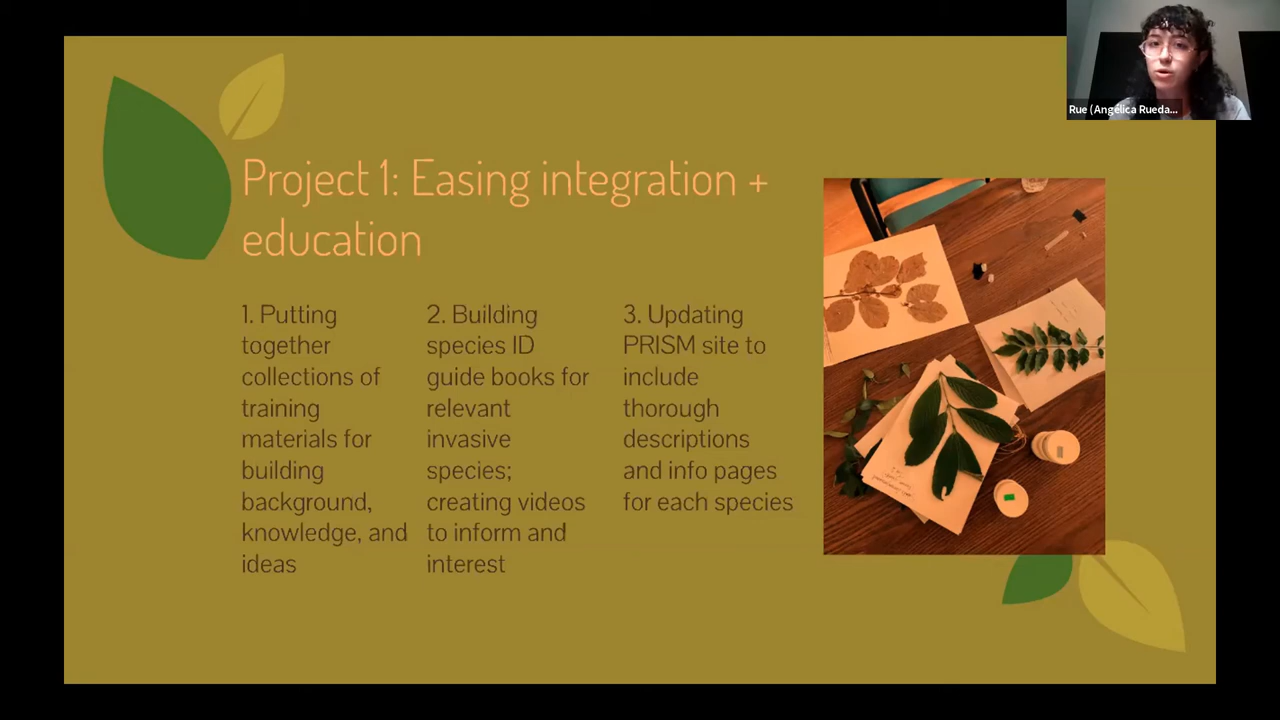 Rue (Angélica Rueda...
Project 1: Easing integration +
education
1. Putting
together
collections of
training
materials for
building
background,
knowledge, and
ideas
2. Building
species ID
guide books for
relevant
invasive
species;
creating videos
to inform and
interest
3. Updating
PRISM site to
include
thorough
descriptions
and info pages
for each species